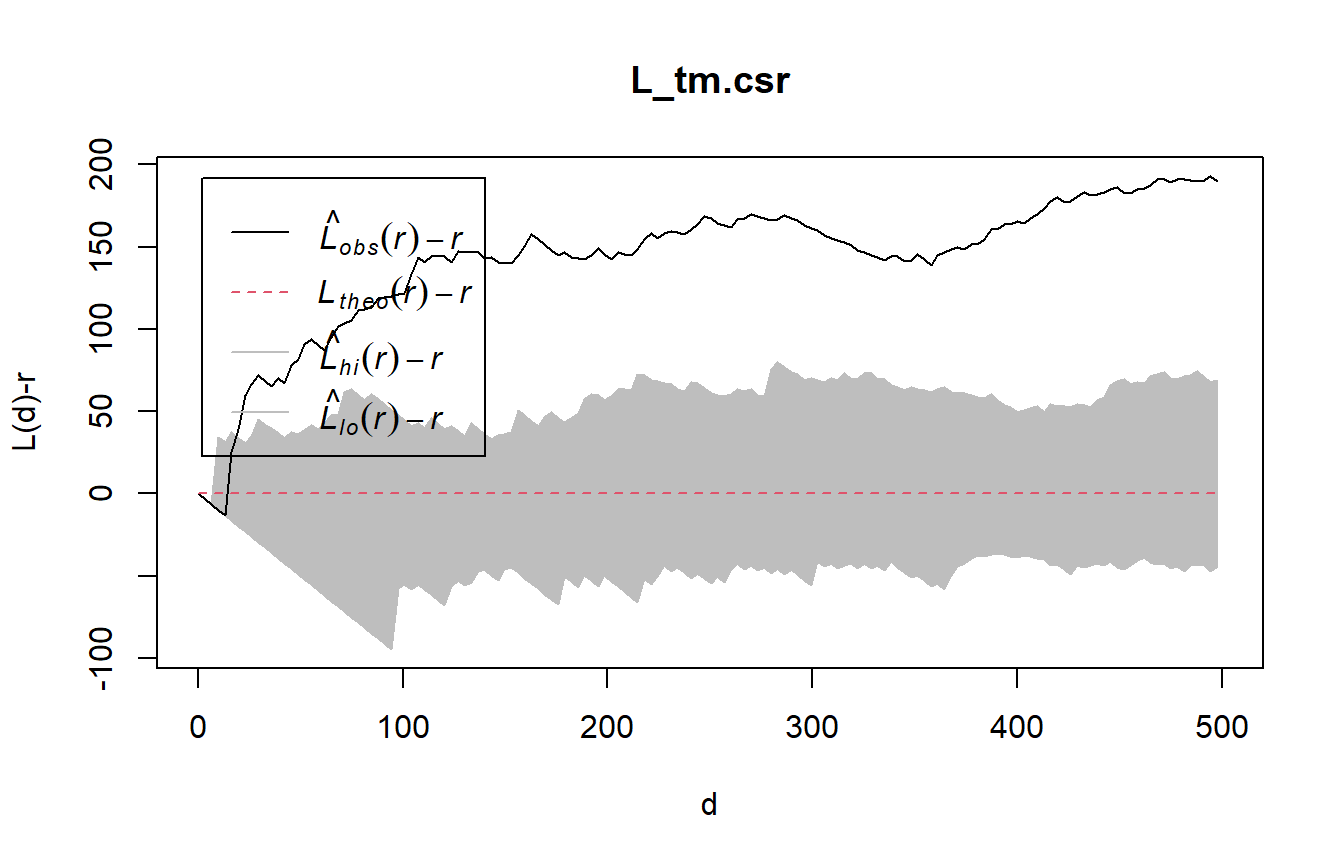 L_tm.csr
L(d)-r
200
150
100
50
0
-100
L̂obs(r) − r
Ltheo(r) − r
L̂hi(r) − r
L̂lo(r) − r
0 100 200 300 400 500
d